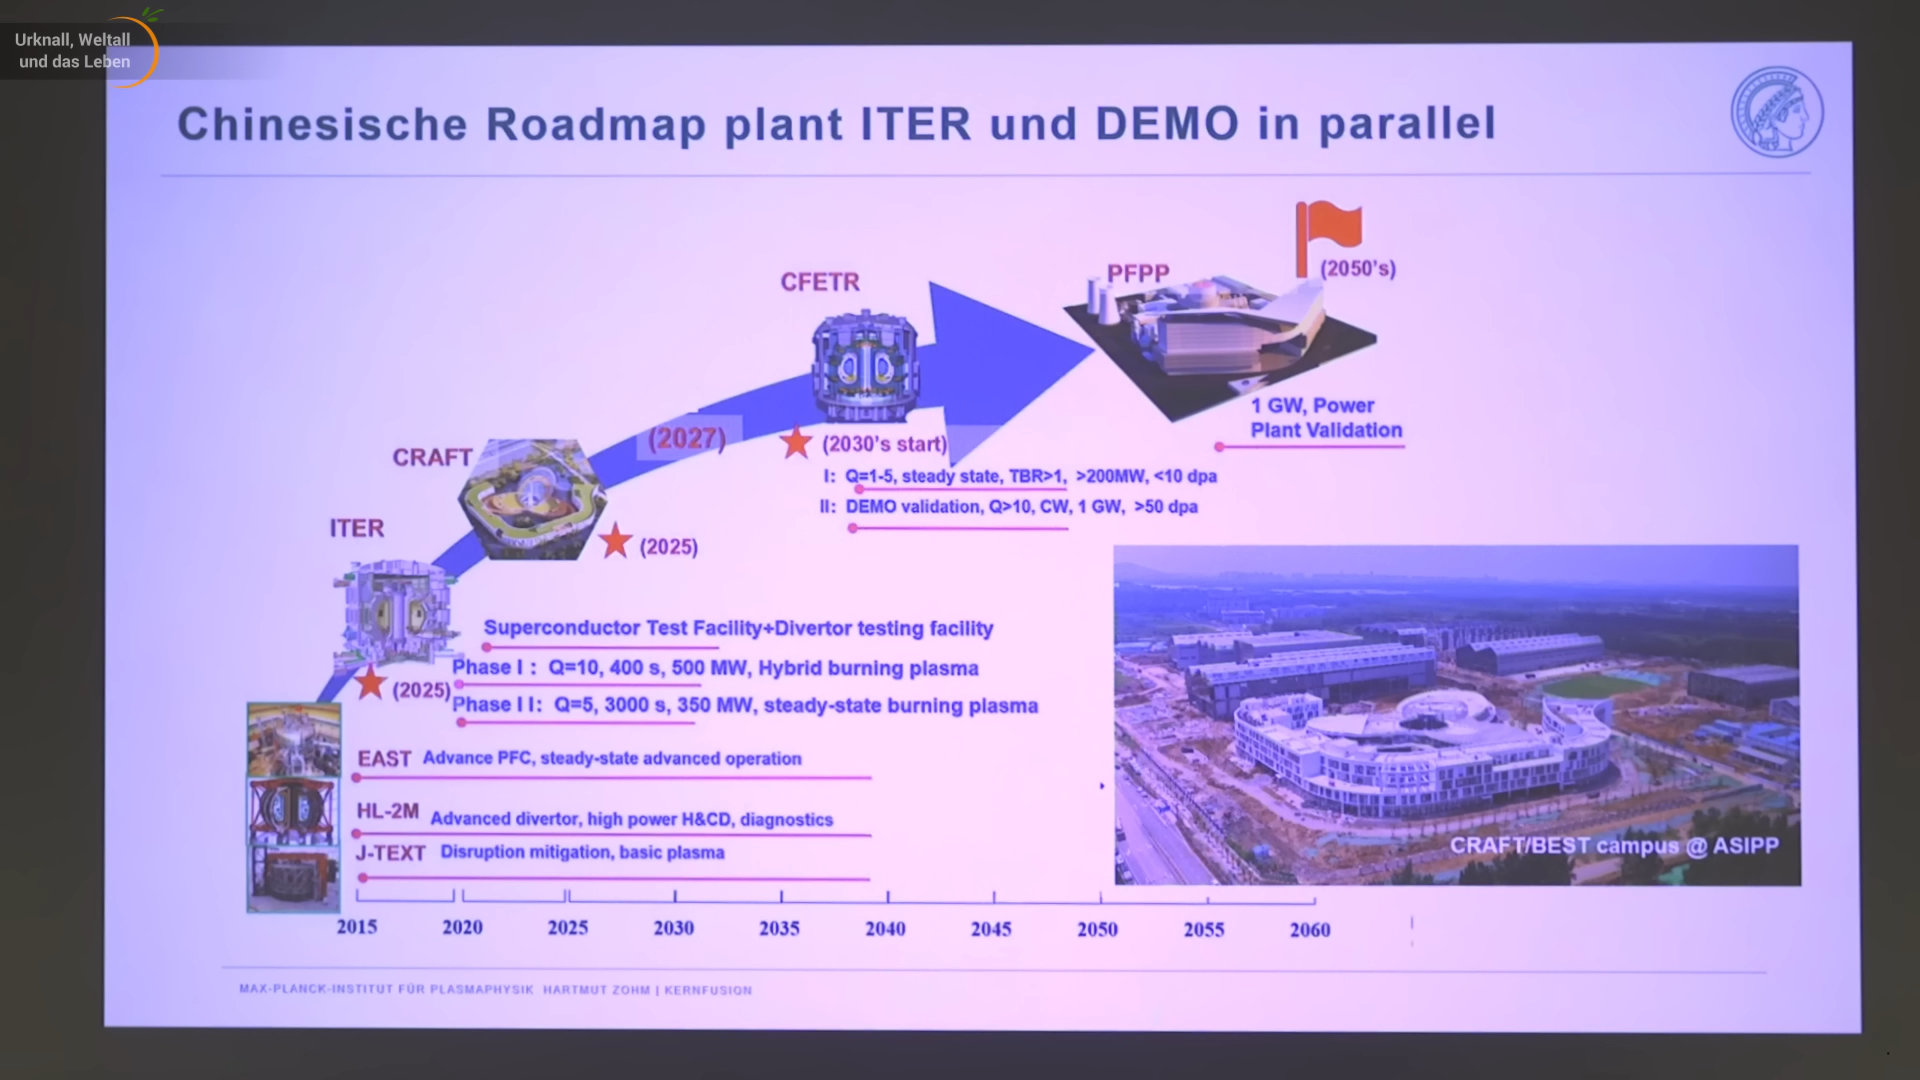 Urknall, Weltall
und das Leben
Chinesische Roadmap plant ITER und DEMO in parallel
(2050's)
PFPP
CFETR
1 GW, Power
Plant Validation
(2027)
(2030's start)
CRAFT
I: Q=1-5, steady state, TBR>1, >200MW, <10 dpa
II: DEMO validation, Q>10, CW, 1 GW, >50 dpa
ITER
(2025)
Superconductor Test Facility+Divertor testing facility
Phase I : Q=10, 400 s, 500 MW, Hybrid burning plasma
(2025)
Phase II: Q=5, 3000 s, 350 MW, steady-state burning plasma
EAST Advance PFC, steady-state advanced operation
HL-2M Advanced divertor, high power H&CD, diagnostics
J-TEXT Disruption mitigation, basic plasma
CRAFT/BEST campus @ ASIPP
2015 2020 2025 2030 2035 2040 2045 2050 2055 2060
MAX-PLANCK-INSTITUT FÜR PLASMAPHYSIK HARTMUT ZOHM | KERNFUSION